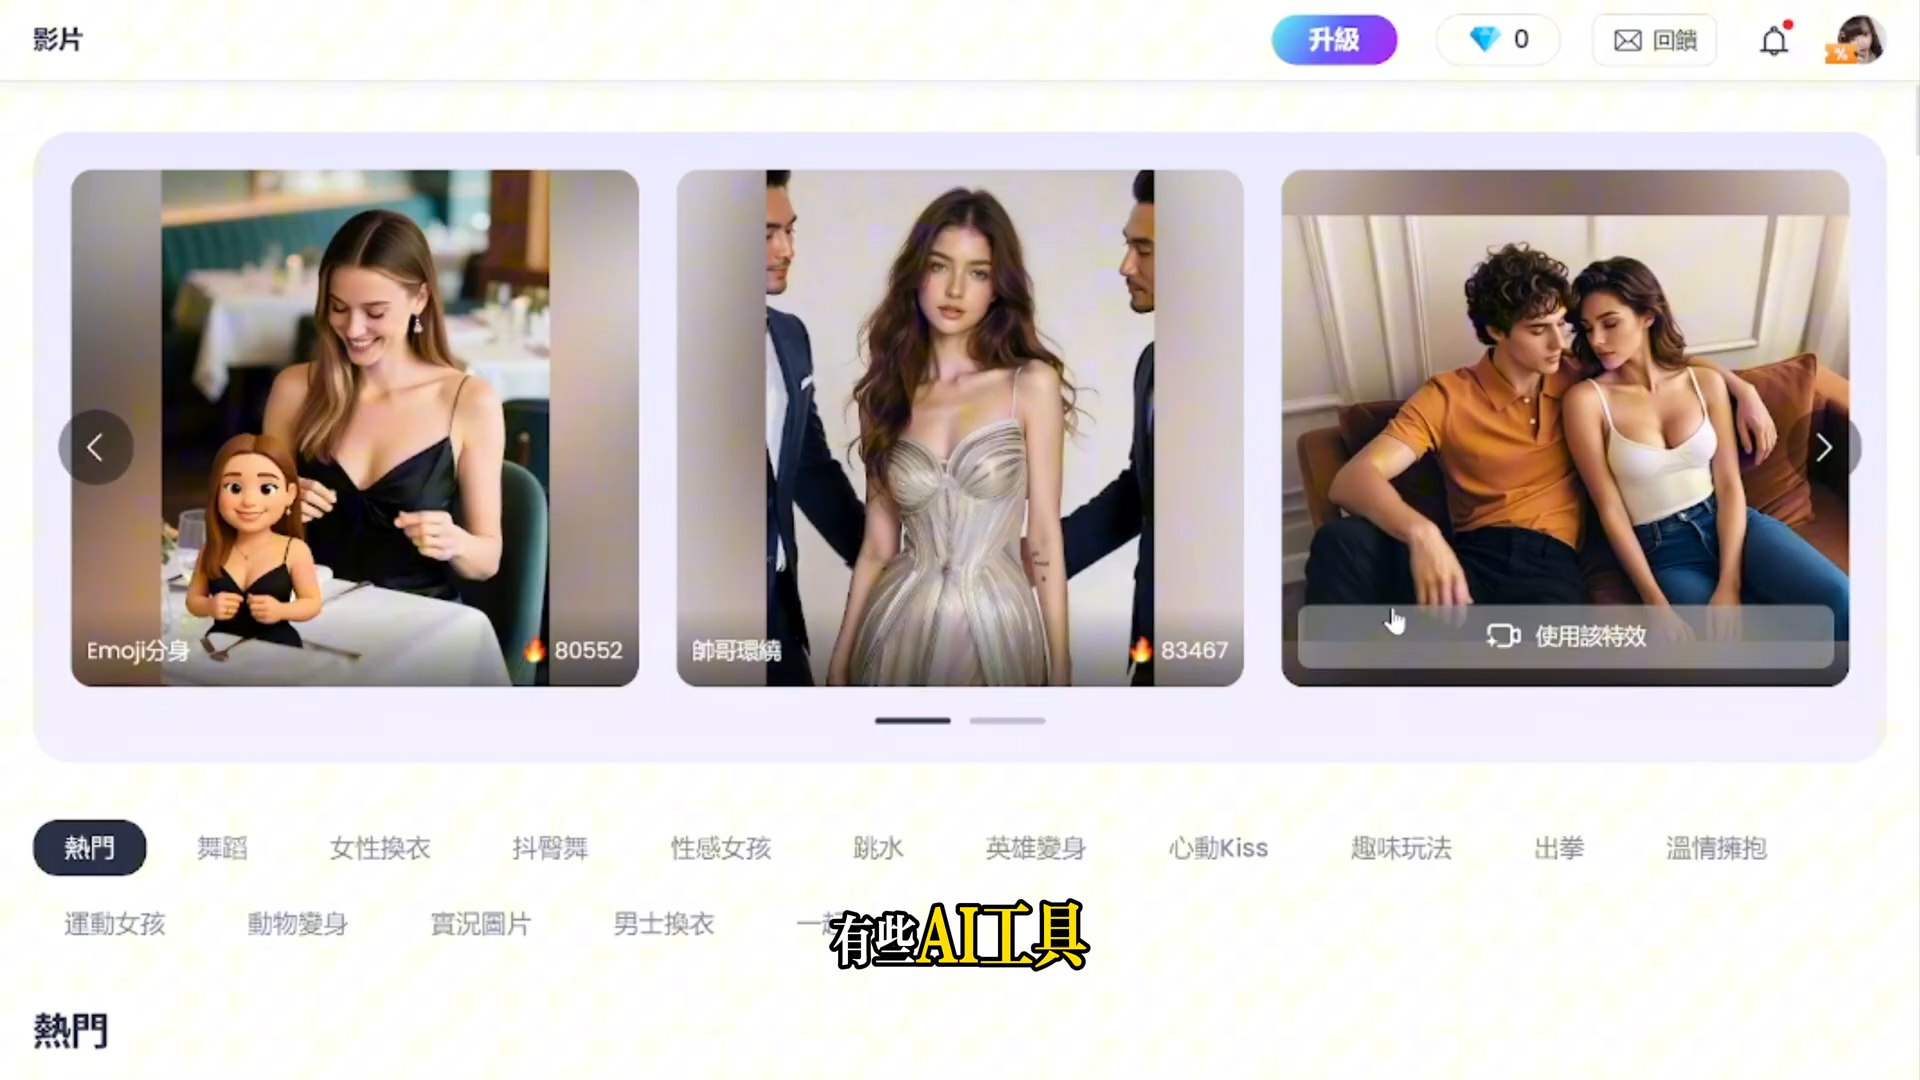 影片
升級
0
回饋
%
Emoji分身
80552
帥哥環繞
83467
使用該特效
熱門
舞蹈
女性換衣
抖臀舞
性感女孩
跳水
英雄變身
心動Kiss
趣味玩法
出拳
溫情擁抱
運動女孩
動物變身
實況圖片
男士換衣
一起
有些AI工具
熱門